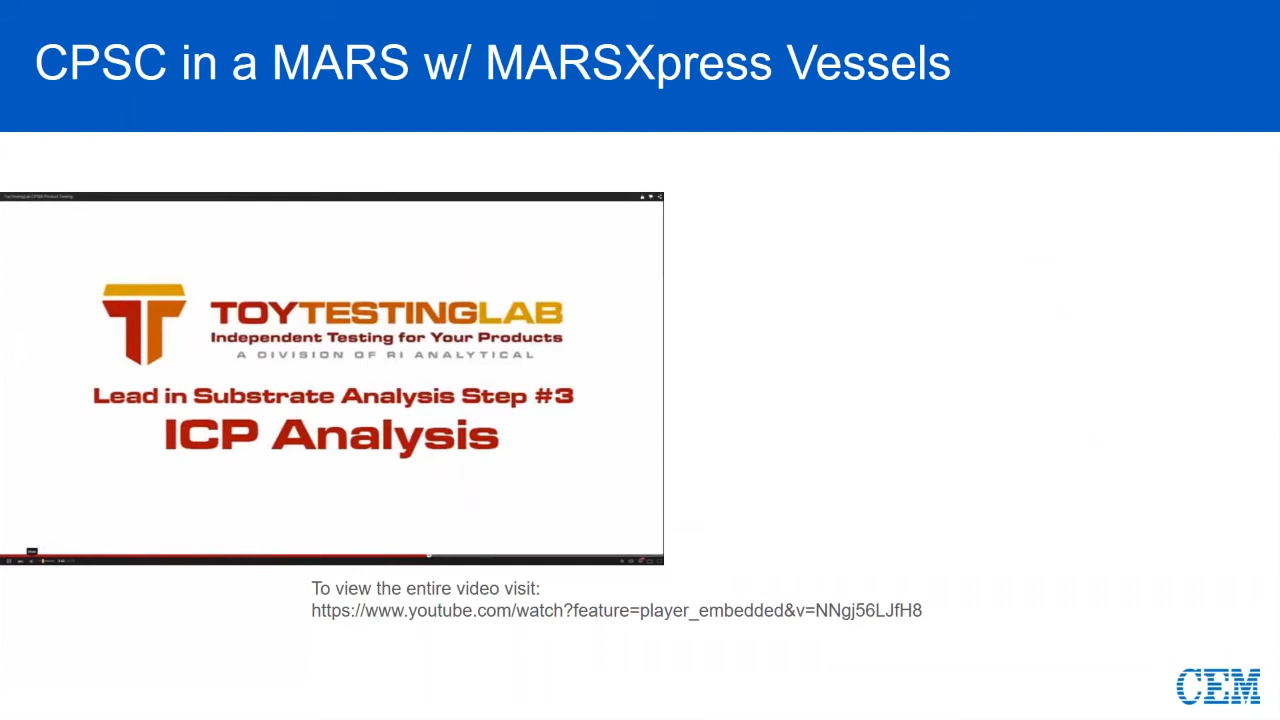 CPSC in a MARS w/ MARSXpress Vessels
TOYTESTINGLAB
Independent Testing for Your Products
A DIVISION OF RI ANALYTICAL
Lead in Substrate Analysis Step #3
ICP Analysis
To view the entire video visit:
https://www.youtube.com/watch?feature=player_embedded&v=NNgj56LJfH8
CEM